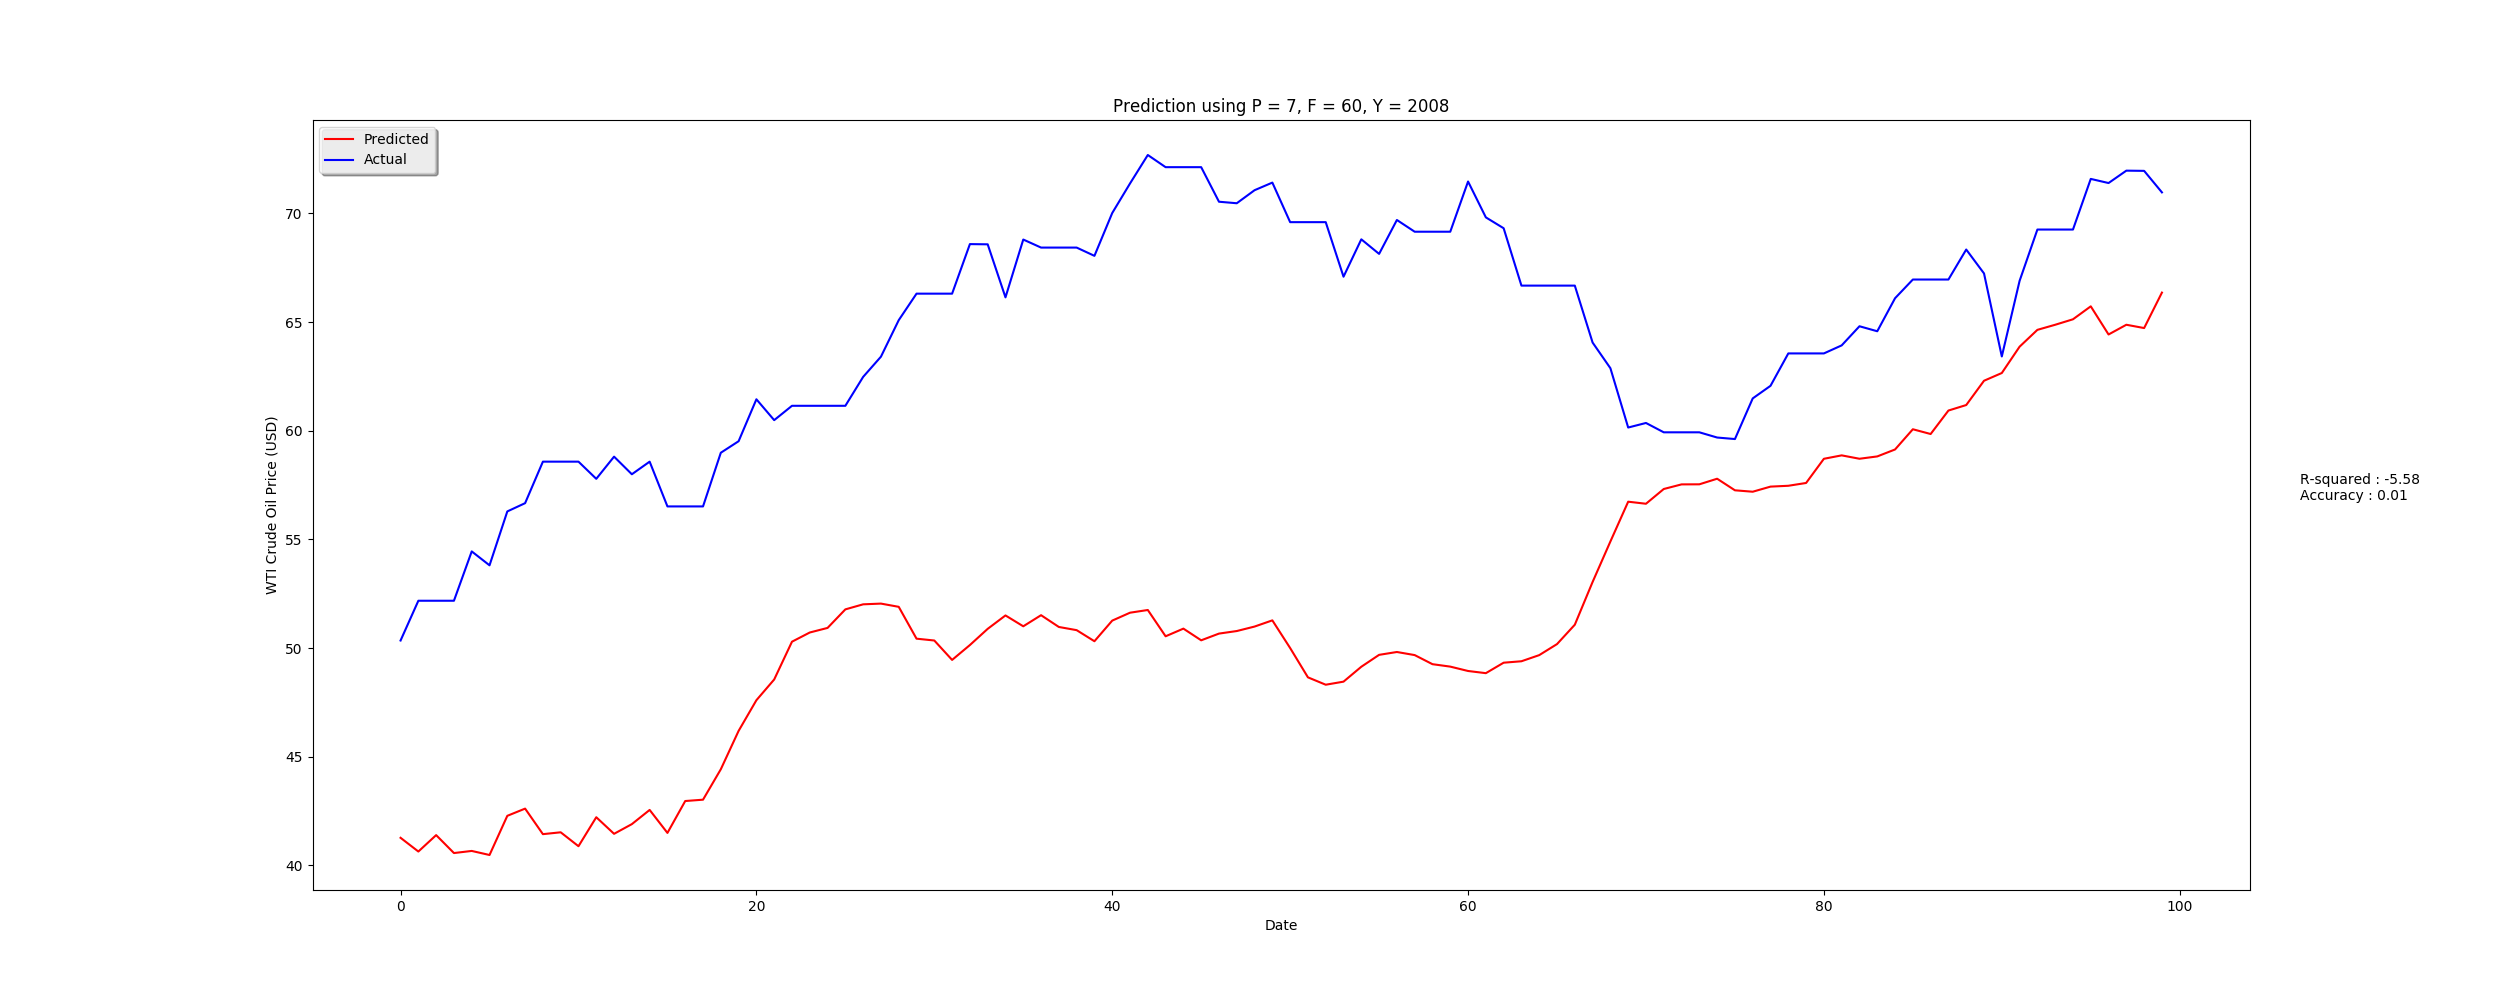 Prediction using P = 7, F = 60, Y = 2008
Predicted
Actual
70
65
60
55
50
45
40
WTI Crude Oil Price (USD)
R-squared : -5.58
Accuracy : 0.01
0 20 40 60 80 100
Date